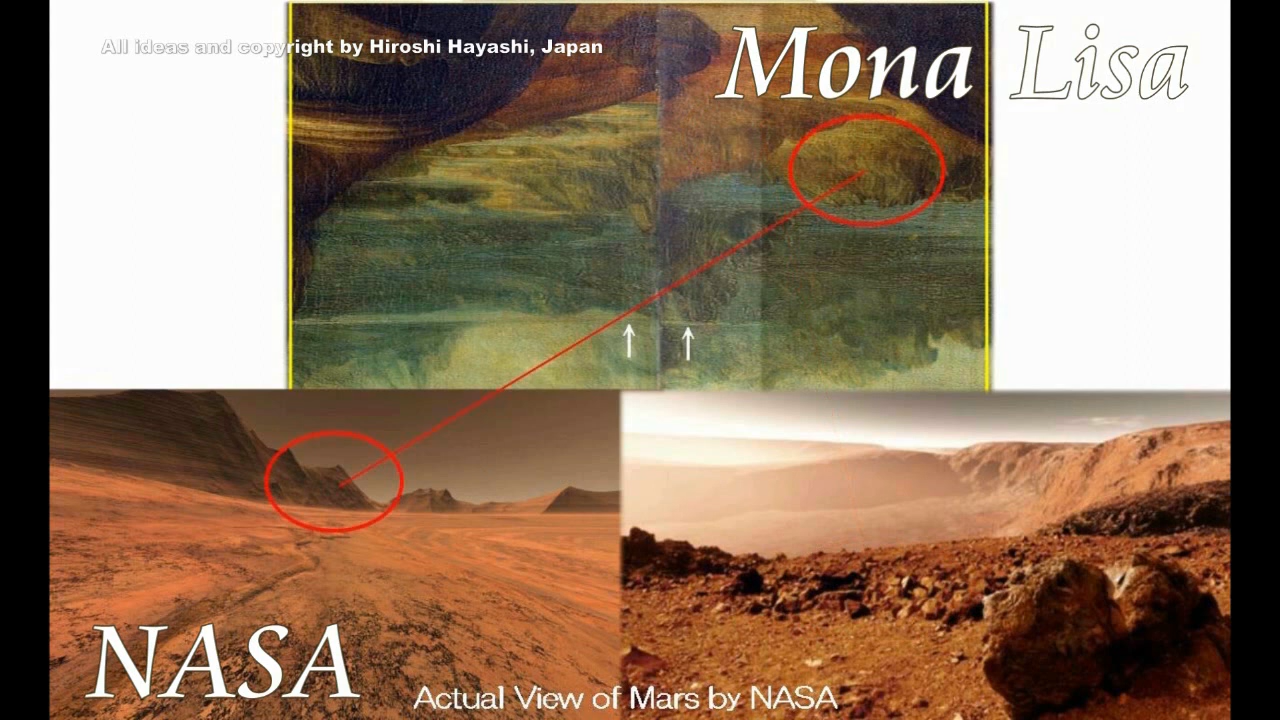 All ideas and copyright by Hiroshi Hayashi, Japan
Mona Lisa
NASA
Actual View of Mars by NASA